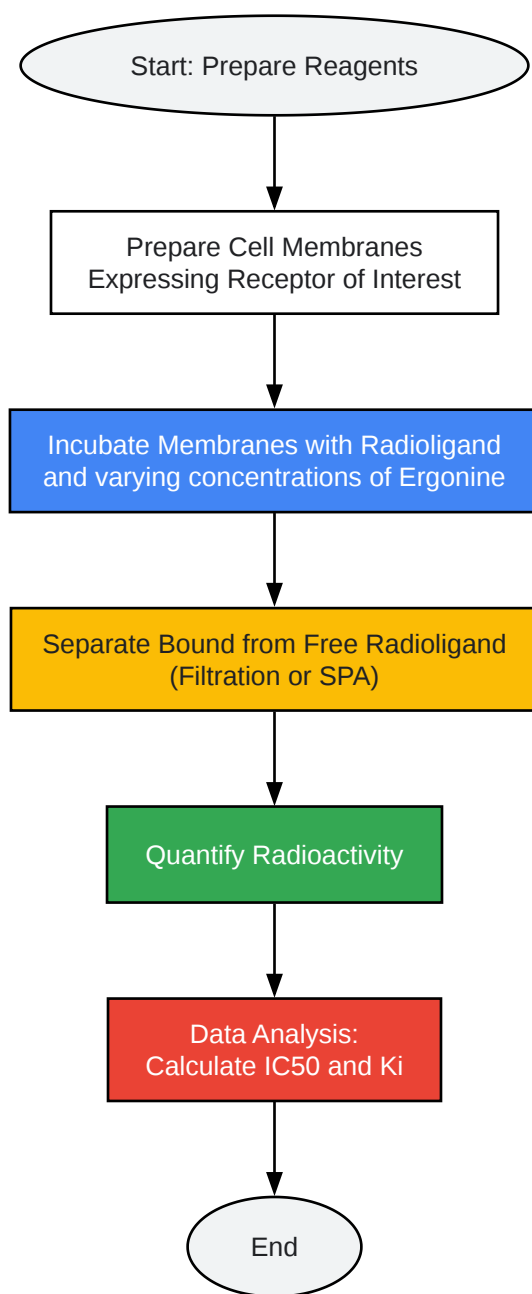 Start: Prepare Reagents
Prepare Cell Membranes
Expressing Receptor of Interest
Incubate Membranes with Radioligand
and varying concentrations of Ergonine
Separate Bound from Free Radioligand
(Filtration or SPA)
Quantify Radioactivity
Data Analysis:
Calculate IC50 and Ki
End